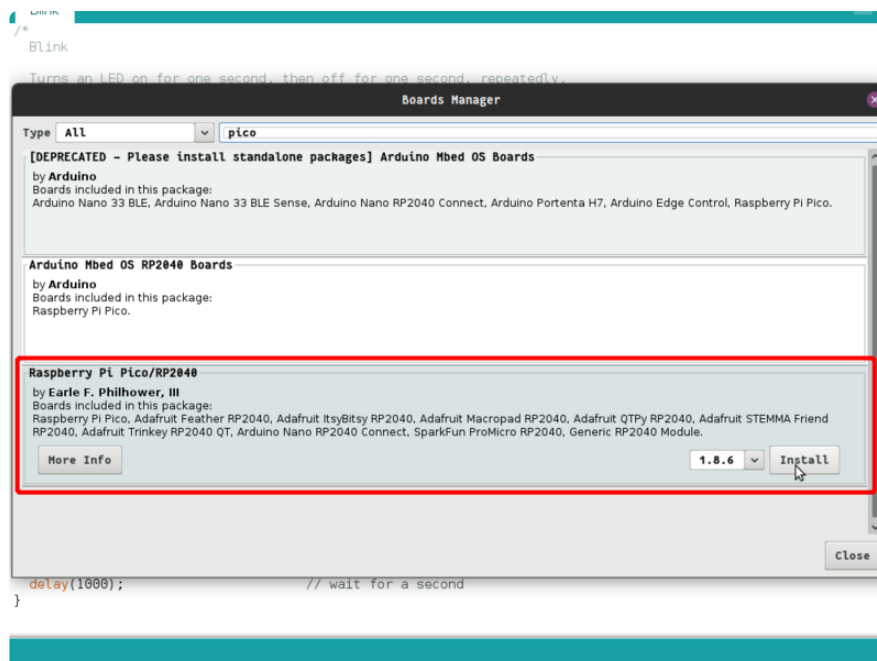 Blink
/*
Blink
Turns an LED on for one second, then off for one second, repeatedly.
Boards Manager
Type All pico
[DEPRECATED - Please install standalone packages] Arduino Mbed OS Boards
by Arduino
Boards included in this package:
Arduino Nano 33 BLE, Arduino Nano 33 BLE Sense, Arduino Nano RP2040 Connect, Arduino Portenta H7, Arduino Edge Control, Raspberry Pi Pico.
Arduino Mbed OS RP2040 Boards
by Arduino
Boards included in this package:
Raspberry Pi Pico.
Raspberry Pi Pico/RP2040
by Earle F. Philhower, III
Boards included in this package:
Raspberry Pi Pico, Adafruit Feather RP2040, Adafruit ItsyBitsy RP2040, Adafruit Macropad RP2040, Adafruit QTPy RP2040, Adafruit STEMMA Friend
RP2040, Adafruit Trinkey RP2040 QT, Arduino Nano RP2040 Connect, SparkFun ProMicro RP2040, Generic RP2040 Module.
More Info 1.8.6 Install
Close
delay(1000); // wait for a second
}